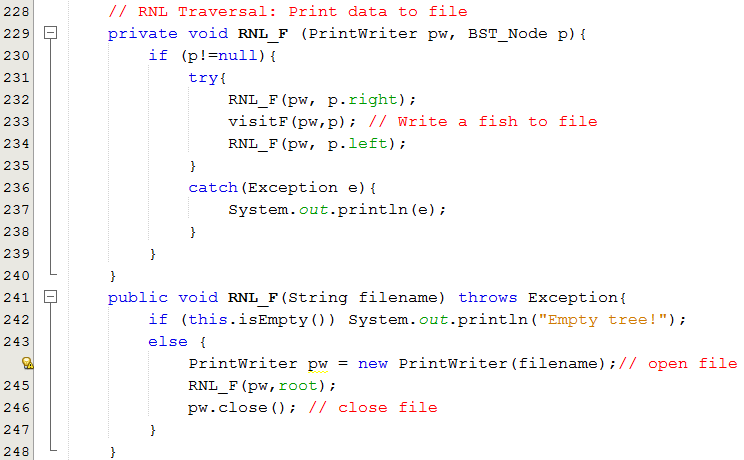 228 // RNL Traversal: Print data to file
229 private void RNL_F (PrintWriter pw, BST_Node p){
230 if (p!=null){
231 try{
232 RNL_F(pw, p.right);
233 visitF(pw,p); // Write a fish to file
234 RNL_F(pw, p.left);
235 }
236 catch(Exception e){
237 System.out.println(e);
238 }
239 }
240 }
241 public void RNL_F(String filename) throws Exception{
242 if (this.isEmpty()) System.out.println("Empty tree!");
243 else {
PrintWriter pw = new PrintWriter(filename);// open file
245 RNL_F(pw,root);
246 pw.close(); // close file
247 }
248 }